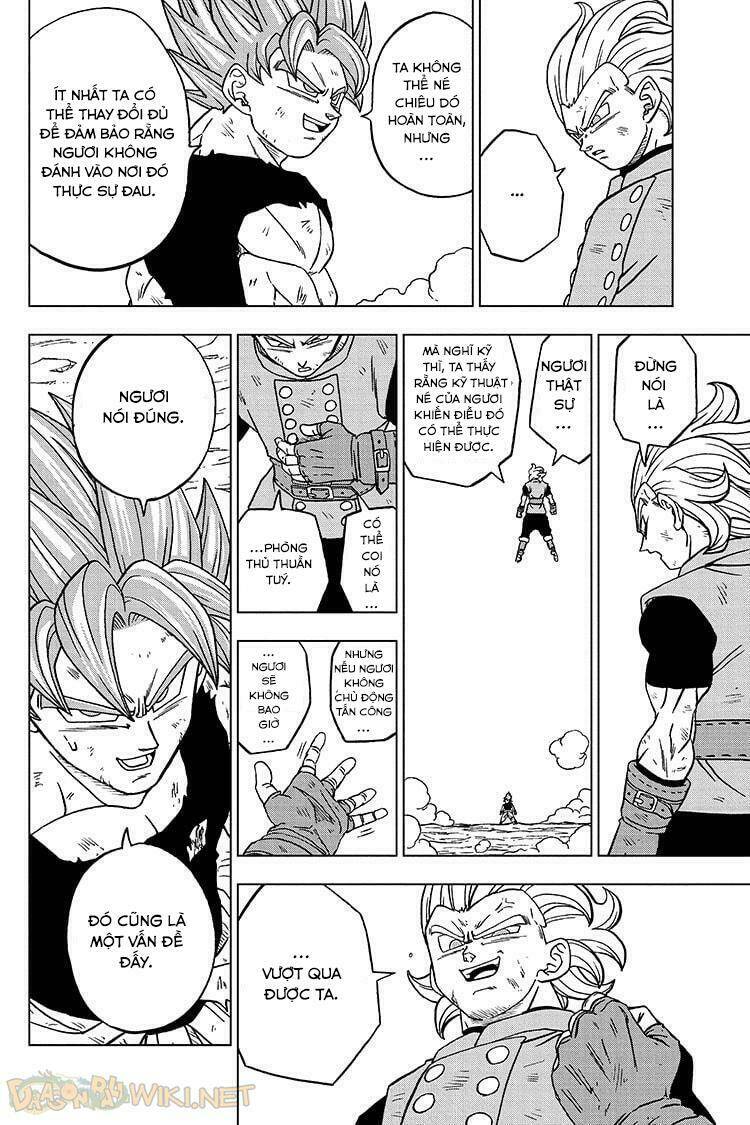 ...
TA KHÔNG
THỂ NÉ
CHIÊU DÓ
HOÀN TOÀN,
NHƯNG
...
ÍT NHẤT TA CÓ
THỂ THAY ĐỔI ĐỦ
ĐỂ ĐẢM BẢO RẰNG
NGƯƠI KHÔNG
ĐÁNH VÀO NƠI ĐÓ
THỰC SỰ ĐAU.
ĐỪNG
NÓI
LÀ
...
NGƯƠI
THẬT
SỰ
...
MÀ NGHĨ KỸ
THÌ, TA THẤY
RẰNG KỸ THUẬT
NÉ CỦA NGƯƠI
KHIẾN ĐIỀU ĐÓ
CÓ THỂ THỰC
HIỆN ĐƯỢC.
CÓ
THỂ
COI
NÓ
LÀ
...
...PHÒNG
THỦ THUẦN
TUÝ.
NHƯNG
NẾU NGƯƠI
KHÔNG
CHỦ ĐỘNG
TẤN CÔNG
...
...
NGƯƠI
SẼ
KHÔNG
BAO
GIỜ
...
...
VƯỢT QUA
ĐƯỢC TA.
NGƯƠI
NÓI ĐÚNG.
ĐÓ CŨNG LÀ
MỘT VẤN ĐỀ
ĐẤY.
DRAGON BALL WIKI.NET